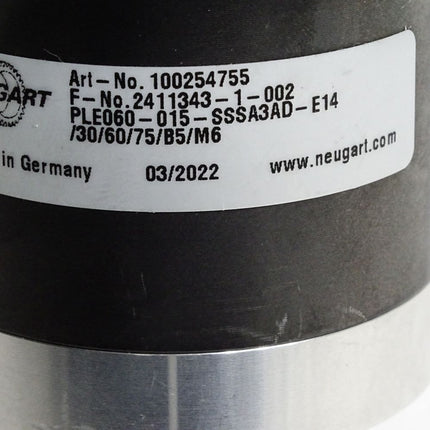 Art-No. 100254755
F-No. 2411343-1-002
GART PLE060-015-SSSA3AD-E14
/30/60/75/B5/M6
in Germany 03/2022 www.neugart.com